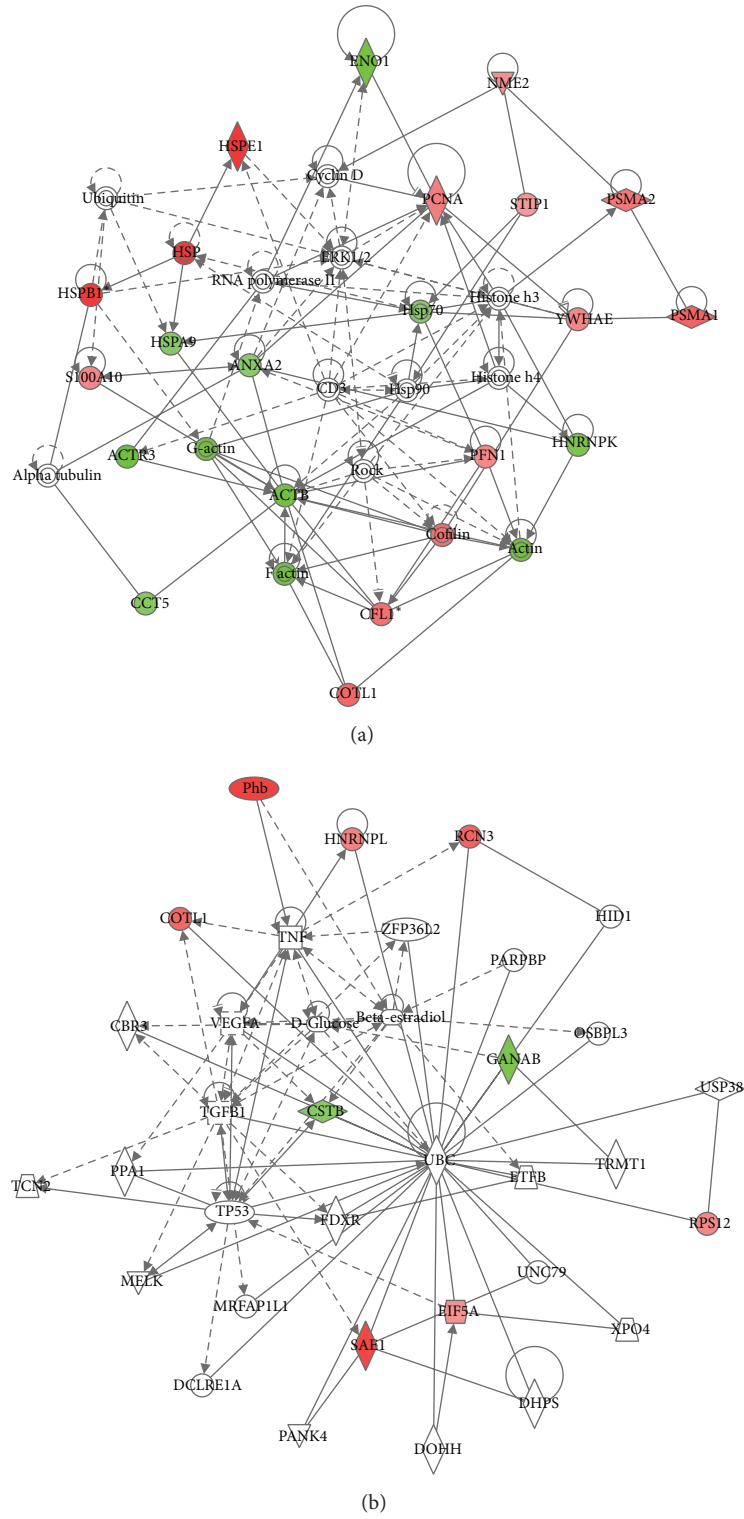 ENO1
NME2
HSPE1
Cyclin D
Ubiquitin
PCNA
STIP1
PSMA2
HSP
ERK1/2
RNA polymerase II
HSPB1*
Histone h3
Hsp70
YWHAE
PSMA1
HSPA9
ANXA2
S100A10
CD3
Hsp90
Histone h4
HNRNPK
G-actin
ACTR3
PFN1
Alpha tubulin
Rock
ACTB
Cofilin
Actin
F actin
CCT5
CFL1*
COTL1
(a)
Phb
HNRNPL
RCN3
COTL1
HID1
TNF
ZFP36L2
PARPBP
CBR3
VEGFA
D-Glucose
Beta-estradiol
OSBPL3
GANAB
USP38
TGFB1
CSTB
UBC
TRMT1
PPA1
ETFB
TCN2
TP53
FDXR
RPS12
MELK
UNC79
MRFAP1L1
EIF5A
XPO4
SAE1
DCLRE1A
DHPS
PANK4
DOHH
(b)